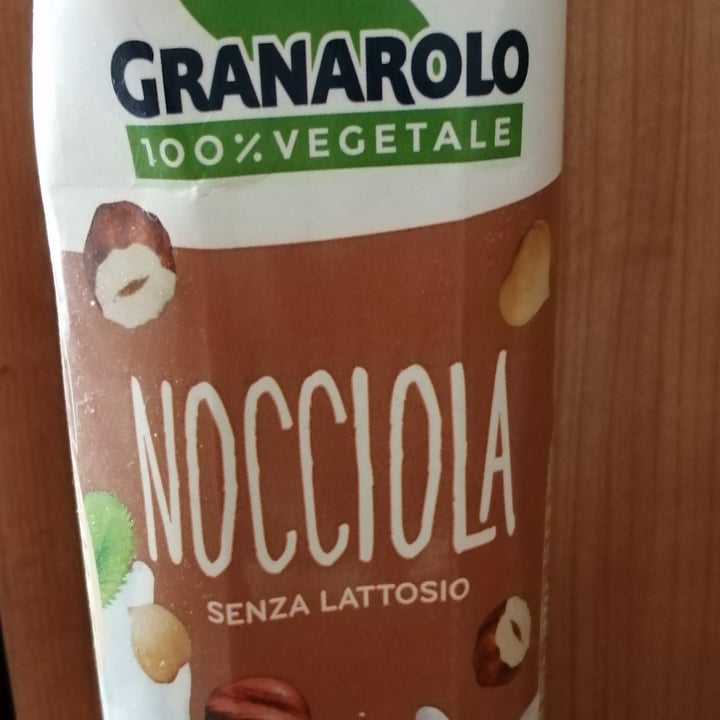 GRANAROLO
100% VEGETALE
NOCCIOLA
SENZA LATTOSIO